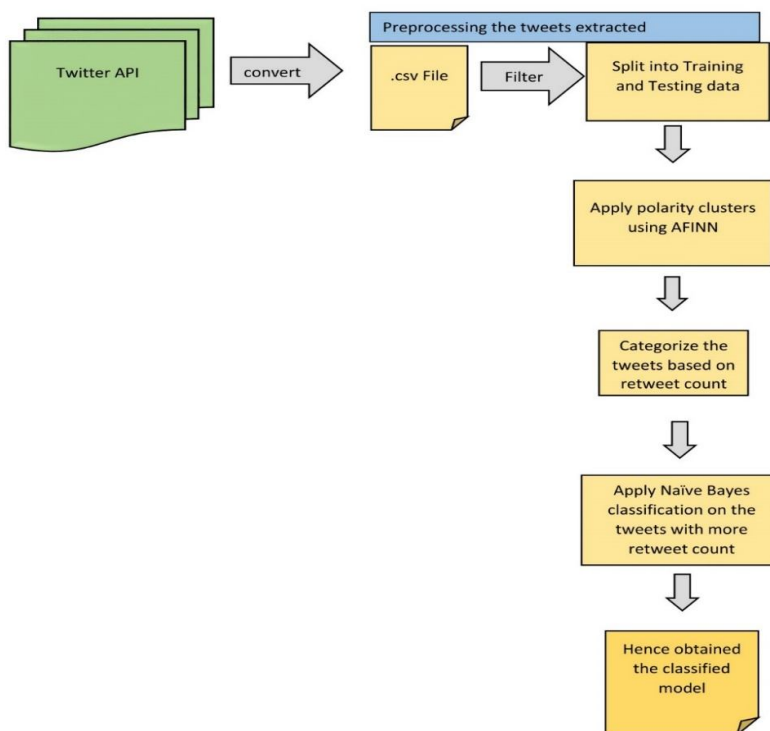 Preprocessing the tweets extracted
Twitter API
convert
.csv File
Filter
Split into Training
and Testing data
Apply polarity clusters
using AFINN
Categorize the
tweets based on
retweet count
Apply Naïve Bayes
classification on the
tweets with more
retweet count
Hence obtained
the classified
model